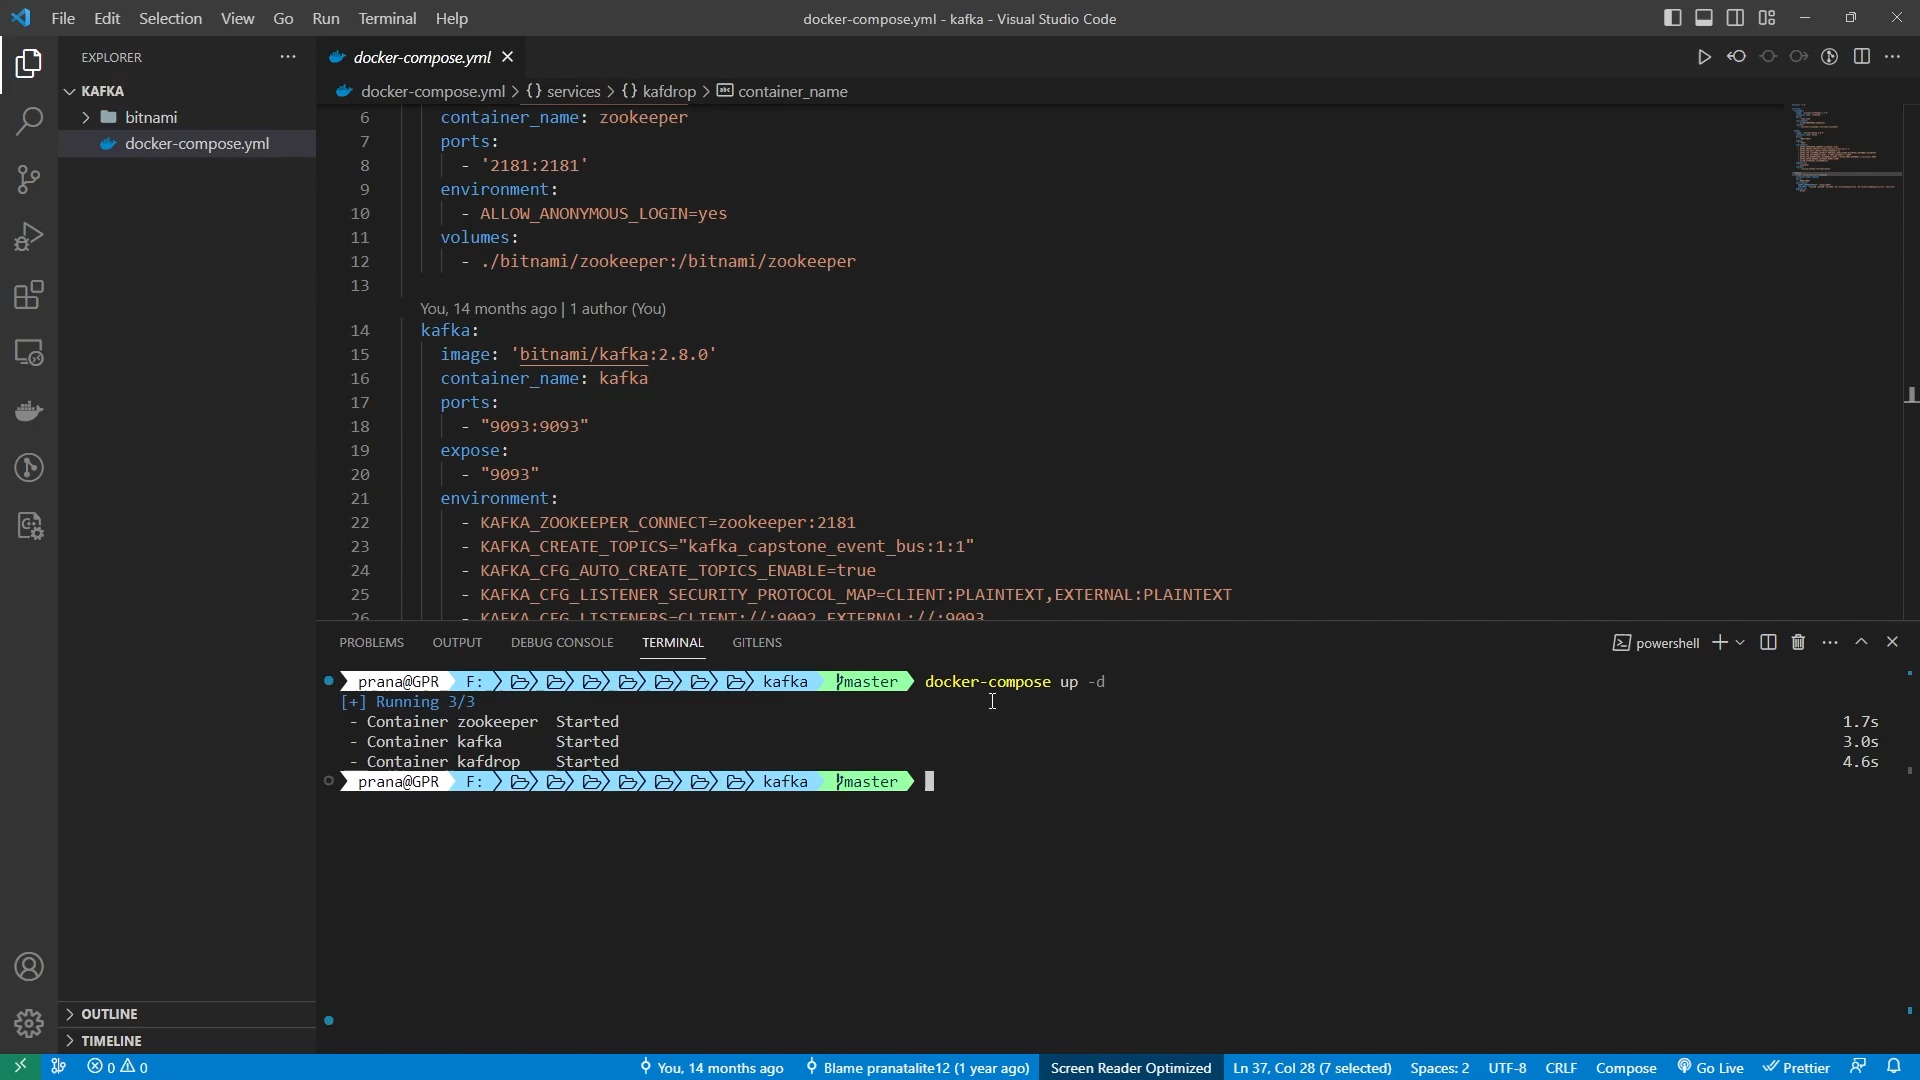 File Edit Selection View Go Run Terminal Help
docker-compose.yml - kafka - Visual Studio Code
EXPLORER
KAFKA
bitnami
docker-compose.yml
docker-compose.yml
docker-compose.yml > {} services > {} kafdrop > container_name
6 container_name: zookeeper
7 ports:
8 - '2181:2181'
9 environment:
10 - ALLOW_ANONYMOUS_LOGIN=yes
11 volumes:
12 - ./bitnami/zookeeper:/bitnami/zookeeper
13
You, 14 months ago | 1 author (You)
14 kafka:
15 image: 'bitnami/kafka:2.8.0'
16 container_name: kafka
17 ports:
18 - "9093:9093"
19 expose:
20 - "9093"
21 environment:
22 - KAFKA_ZOOKEEPER_CONNECT=zookeeper:2181
23 - KAFKA_CREATE_TOPICS="kafka_capstone_event_bus:1:1"
24 - KAFKA_CFG_AUTO_CREATE_TOPICS_ENABLE=true
25 - KAFKA_CFG_LISTENER_SECURITY_PROTOCOL_MAP=CLIENT:PLAINTEXT,EXTERNAL:PLAINTEXT
26 - KAFKA_CFG_LISTENERS=CLIENT://:9092,EXTERNAL://:9093
PROBLEMS OUTPUT DEBUG CONSOLE TERMINAL GITLENS
powershell
prana@GPR F: kafka master docker-compose up -d
[+] Running 3/3
- Container zookeeper Started 1.7s
- Container kafka Started 3.0s
- Container kafdrop Started 4.6s
prana@GPR F: kafka master
OUTLINE
TIMELINE
0 0 You, 14 months ago Blame pranatalite12 (1 year ago) Screen Reader Optimized Ln 37, Col 28 (7 selected) Spaces: 2 UTF-8 CRLF Compose Go Live Prettier